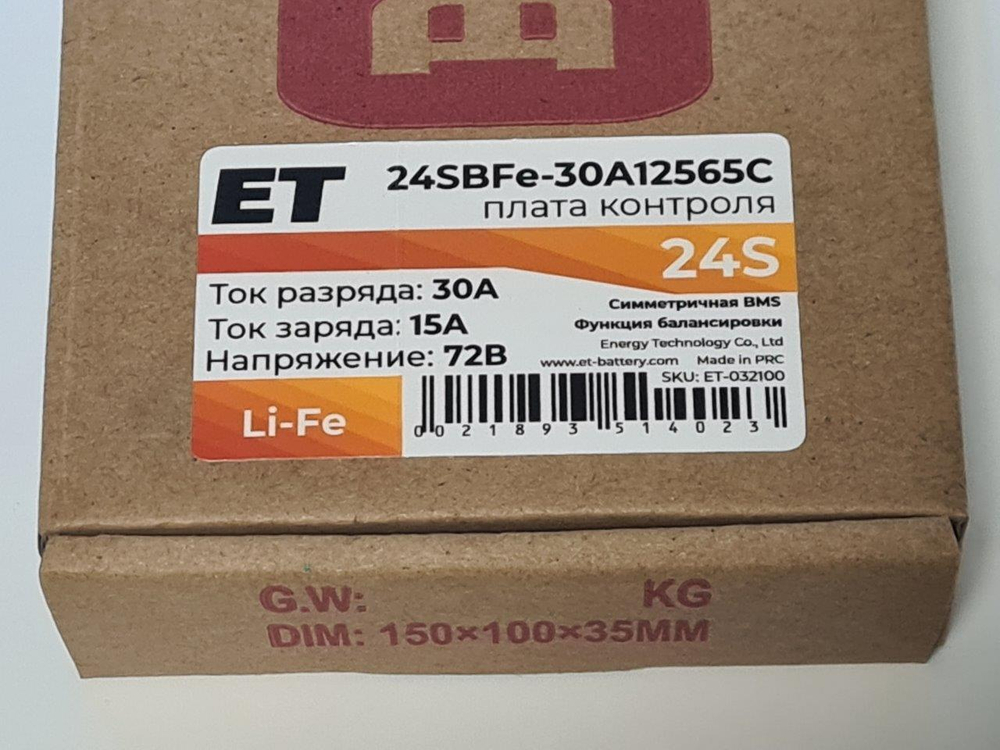 ET
24SBFe-30A12565C
плата контроля
24S
Ток разряда: 30А
Ток заряда: 15А
Напряжение: 72В
Симметричная BMS
Функция балансировки
Energy Technology Co., Ltd
www.et-battery.com Made in PRC
SKU: ET-032100
Li-Fe
0021893514023
G.W: KG
DIM: 150×100×35MM